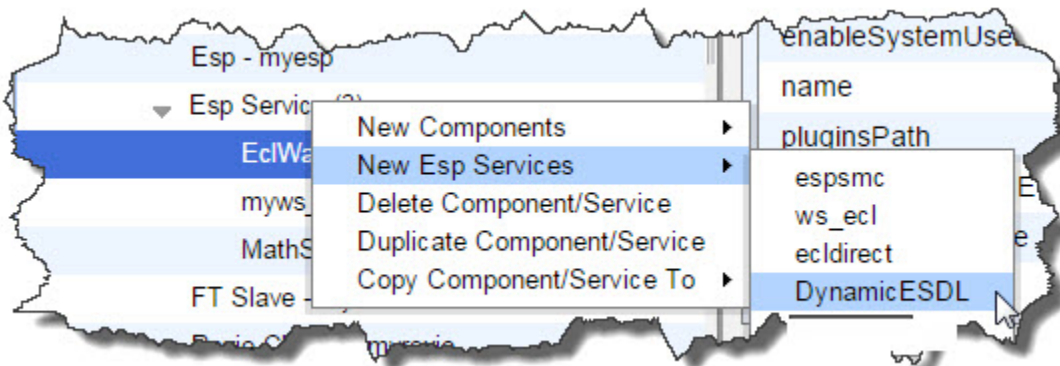 Esp - myesp
Esp Servic
EclWa
myws_
MathS
FT Slave -
New Components
New Esp Services
Delete Component/Service
Duplicate Component/Service
Copy Component/Service To
espsmc
ws_ecl
ecldirect
DynamicESDL
enableSystemUse
name
pluginsPath